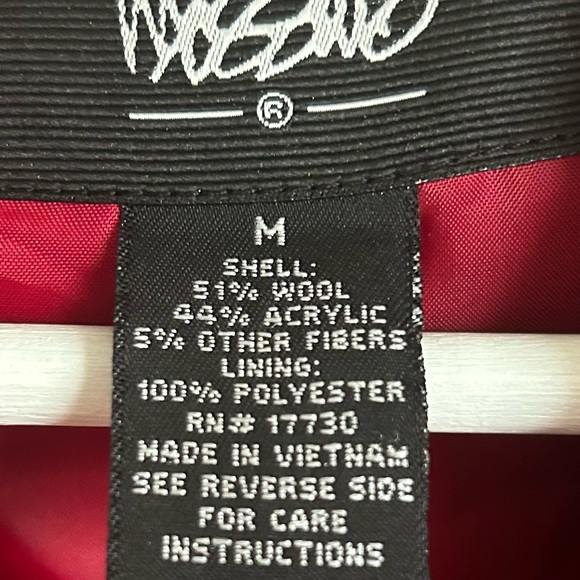 MOSSIMO
®
M
SHELL:
51% WOOL
44% ACRYLIC
5% OTHER FIBERS
LINING:
100% POLYESTER
RN# 17730
MADE IN VIETNAM
SEE REVERSE SIDE
FOR CARE
INSTRUCTIONS